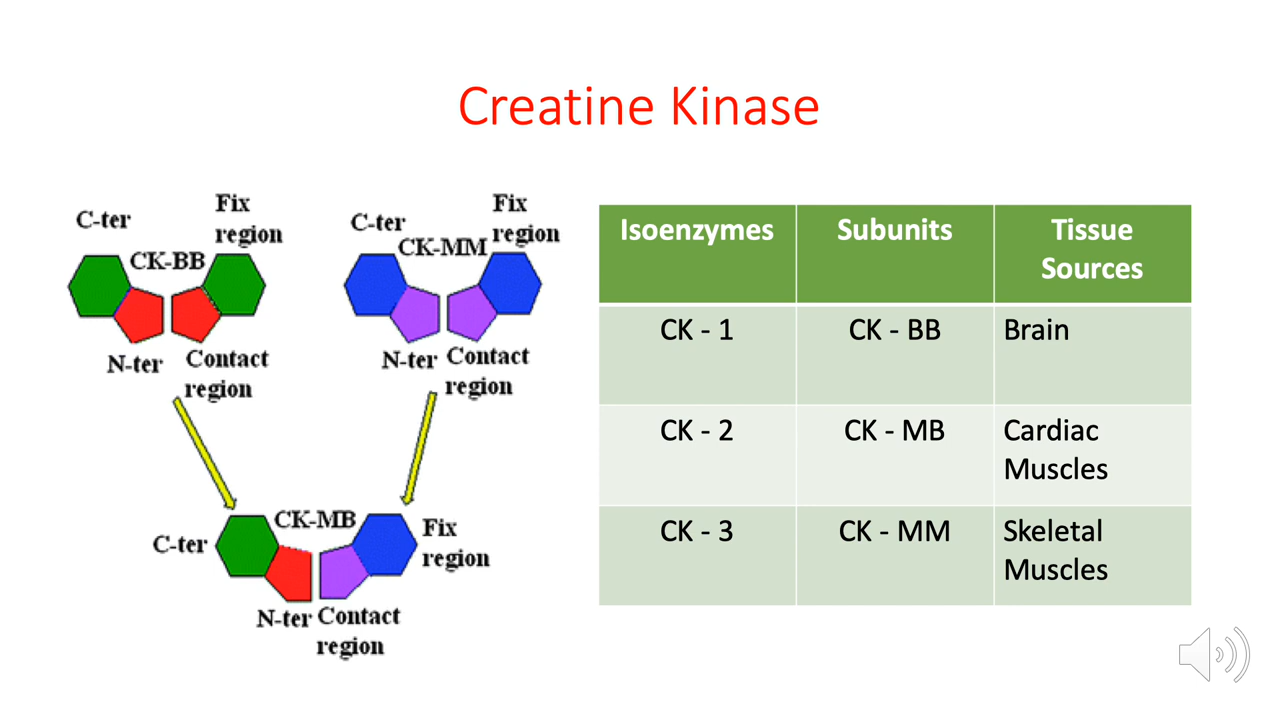 Creatine Kinase
C-ter
Fix
region
CK-BB
N-ter
Contact
region
C-ter
Fix
region
CK-MM
N-ter
Contact
region
CK-MB
C-ter
Fix
region
N-ter
Contact
region
Isoenzymes Subunits Tissue
Sources
CK - 1 CK - BB Brain
CK - 2 CK - MB Cardiac
Muscles
CK - 3 CK - MM Skeletal
Muscles